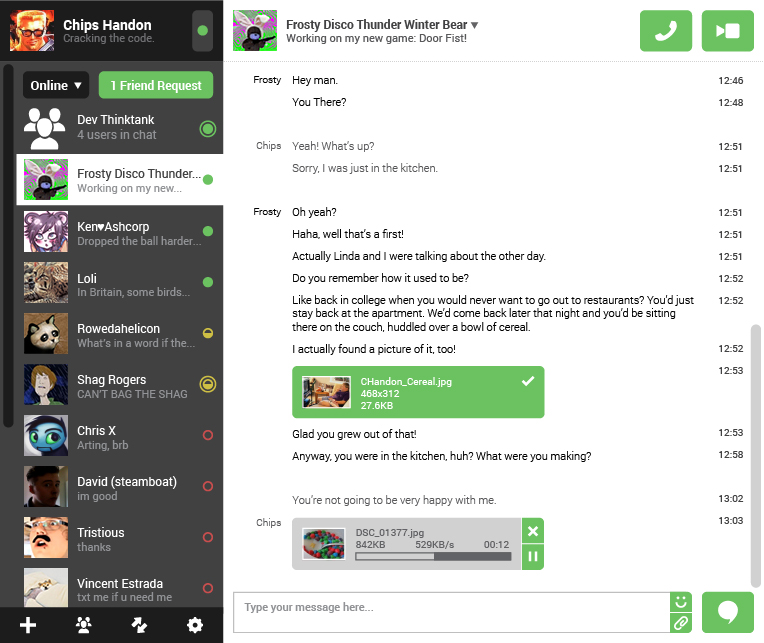 Chips Handon
Cracking the code.
Online ▼
1 Friend Request
Dev Thinktank
4 users in chat
Frosty Disco Thunder...
Working on my new...
Ken♥Ashcorp
Dropped the ball harder...
Loli
In Britain, some birds...
Rowedahelicon
What's in a word if the...
Shag Rogers
CAN'T BAG THE SHAG
Chris X
Arting, brb
David (steamboat)
im good
Tristious
thanks
Vincent Estrada
txt me if u need me
Frosty Disco Thunder Winter Bear ▾
Working on my new game: Door Fist!
Frosty Hey man. 12:46
You There? 12:48
Chips Yeah! What's up? 12:51
Sorry, I was just in the kitchen. 12:51
Frosty Oh yeah? 12:51
Haha, well that's a first! 12:51
Actually Linda and I were talking about the other day. 12:51
Do you remember how it used to be? 12:52
Like back in college when you would never want to go out to restaurants? You'd just 12:52
stay back at the apartment. We'd come back later that night and you'd be sitting
there on the couch, huddled over a bowl of cereal.
I actually found a picture of it, too! 12:52
12:53
CHandon_Cereal.jpg
468x312
27.6KB
Glad you grew out of that! 12:53
Anyway, you were in the kitchen, huh? What were you making? 12:58
You're not going to be very happy with me. 13:02
Chips 13:03
DSC_01377.jpg
842KB 529KB/s 00:12
Type your message here...